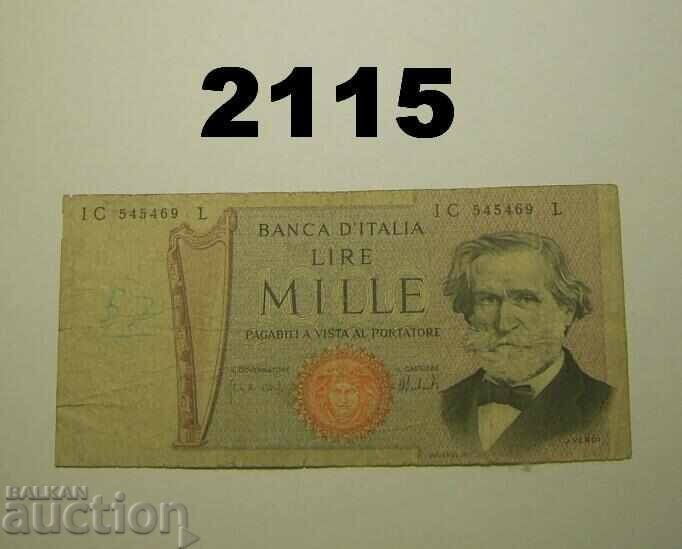 2115
IC 545469 L
IC 545469 L
BANCA D'ITALIA
LIRE
MILLE
PAGABILI A VISTA AL PORTATORE
IL GOVERNATORE
IL CASSIERE
G. VERDI
BALKAN
auction